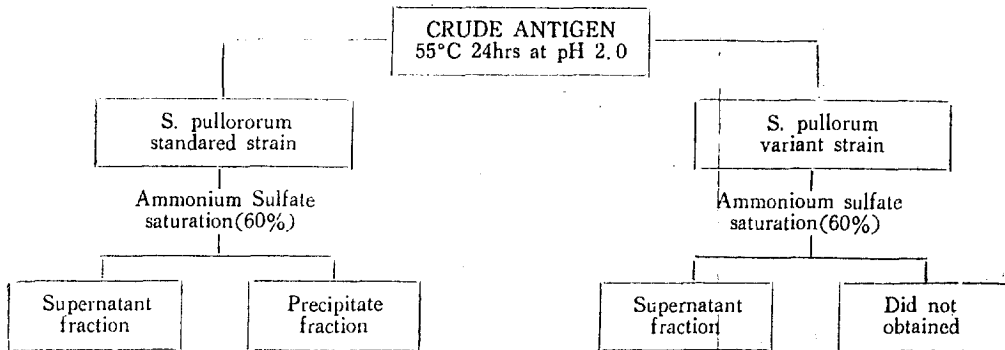 CRUDE ANTIGEN
55°C 24hrs at pH 2.0
S. pullororum
standared strain
S. pullorum
variant strain
Ammonium Sulfate
saturation(60%)
Ammonioum sulfate
saturation(60%)
Supernatant
fraction
Precipitate
fraction
Supernatant
fraction
Did not
obtained